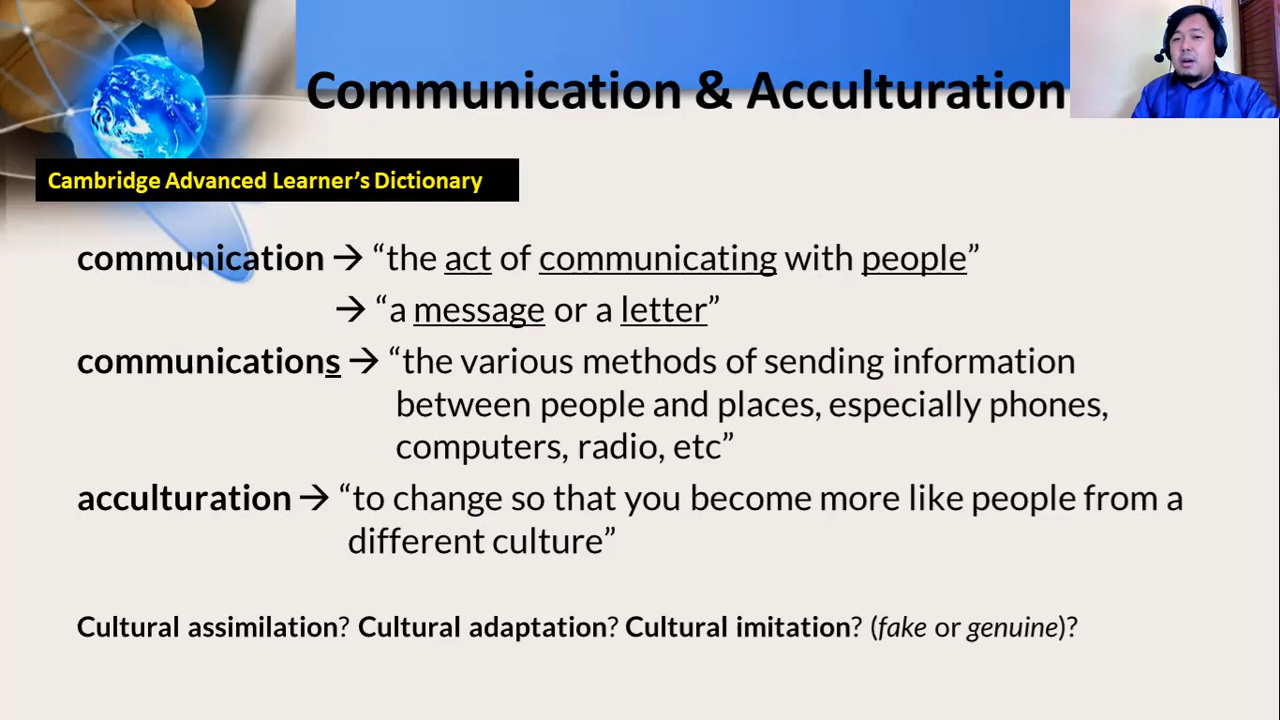 Communication & Acculturation
Cambridge Advanced Learner’s Dictionary
communication → “the act of communicating with people”
→ “a message or a letter”
communications → “the various methods of sending information
between people and places, especially phones,
computers, radio, etc”
acculturation → “to change so that you become more like people from a
different culture”
Cultural assimilation? Cultural adaptation? Cultural imitation? (fake or genuine)?